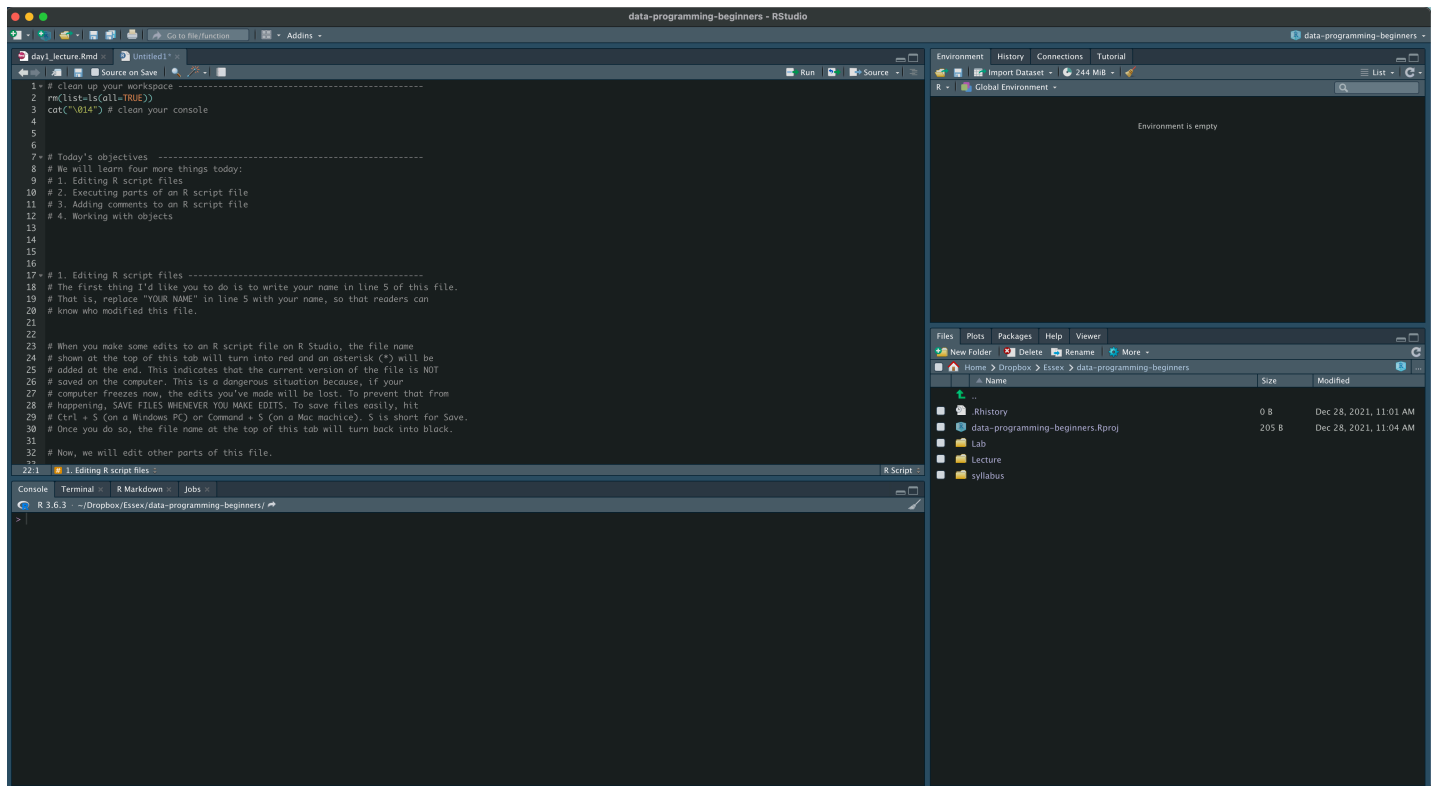 data-programming-beginners - RStudio
Go to file/function Addins data-programming-beginners
day1_lecture.Rmd Untitled1*
Source on Save Run Source
1 # clean up your workspace -------------------------------------------------
2 rm(list=ls(all=TRUE))
3 cat("\014") # clean your console
4
5
6
7 # Today's objectives -----------------------------------------------------
8 # We will learn four more things today:
9 # 1. Editing R script files
10 # 2. Executing parts of an R script file
11 # 3. Adding comments to an R script file
12 # 4. Working with objects
13
14
15
16
17 # 1. Editing R script files -----------------------------------------------
18 # The first thing I'd like you to do is to write your name in line 5 of this file.
19 # That is, replace "YOUR NAME" in line 5 with your name, so that readers can
20 # know who modified this file.
21
22
23 # When you make some edits to an R script file on R Studio, the file name
24 # shown at the top of this tab will turn into red and an asterisk (*) will be
25 # added at the end. This indicates that the current version of the file is NOT
26 # saved on the computer. This is a dangerous situation because, if your
27 # computer freezes now, the edits you've made will be lost. To prevent that from
28 # happening, SAVE FILES WHENEVER YOU MAKE EDITS. To save files easily, hit
29 # Ctrl + S (on a Windows PC) or Command + S (on a Mac machice). S is short for Save.
30 # Once you do so, the file name at the top of this tab will turn back into black.
31
32 # Now, we will edit other parts of this file.
22:1 # 1. Editing R script files R Script
Console Terminal R Markdown Jobs
R 3.6.3 · ~/Dropbox/Essex/data-programming-beginners/
>
Environment History Connections Tutorial
Import Dataset 244 MiB List
R Global Environment
Environment is empty
Files Plots Packages Help Viewer
New Folder Delete Rename More
Home Dropbox Essex data-programming-beginners ...
Name Size Modified
..
.Rhistory 0 B Dec 28, 2021, 11:01 AM
data-programming-beginners.Rproj 205 B Dec 28, 2021, 11:04 AM
Lab
Lecture
syllabus